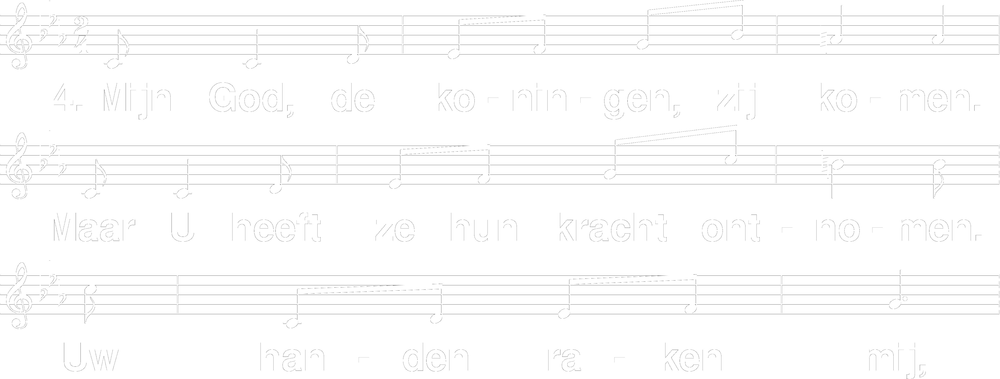 4. Mijn God, de ko - nin - gen, zij ko - men.
Maar U heeft ze hun kracht ont - no - men.
Uw han - den ra - ken mij,